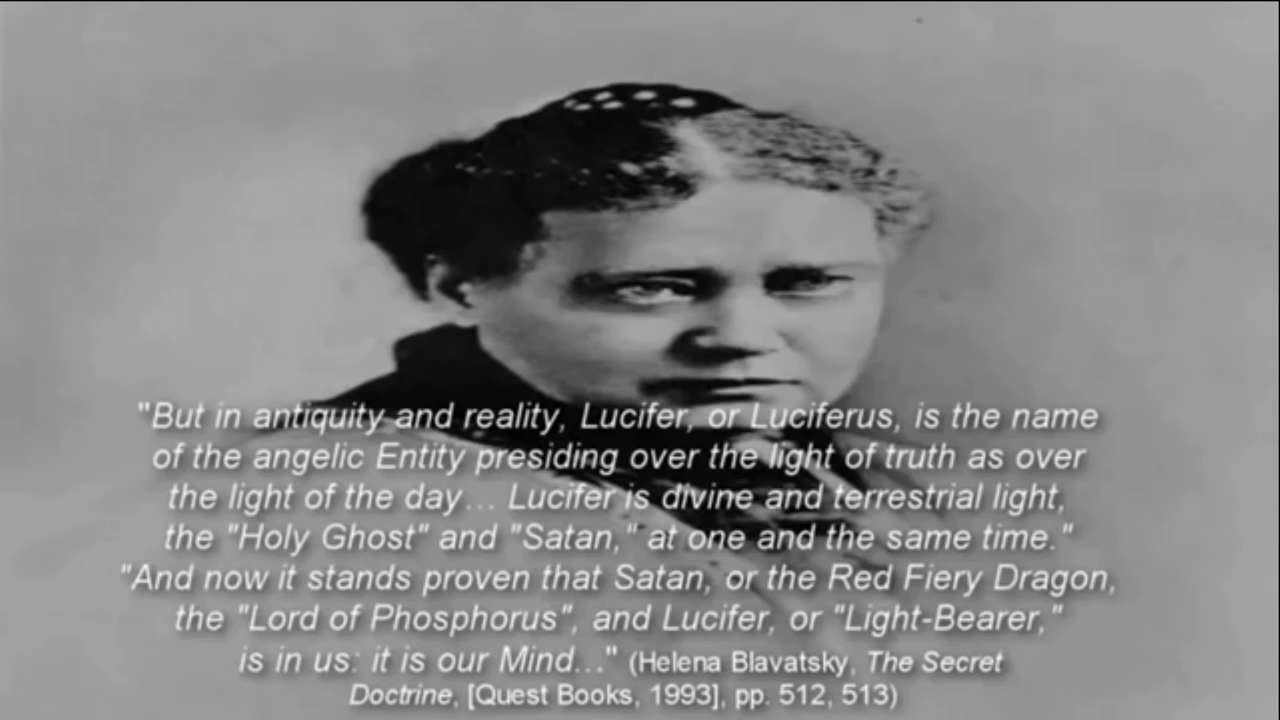 "But in antiquity and reality, Lucifer, or Luciferus, is the name
of the angelic Entity presiding over the light of truth as over
the light of the day... Lucifer is divine and terrestrial light,
the "Holy Ghost" and "Satan," at one and the same time."
"And now it stands proven that Satan, or the Red Fiery Dragon,
the "Lord of Phosphorus", and Lucifer, or "Light-Bearer,"
is in us: it is our Mind..." (Helena Blavatsky, The Secret
Doctrine, [Quest Books, 1993], pp. 512, 513)